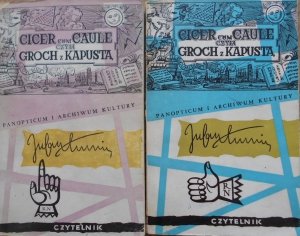 CICER CUM CAULE
CZYLI
GROCH Z KAPUSTĄ
PANOPTICUM I ARCHIWUM KULTURY
Julian Tuwim
CZYTELNIK
CICER CUM CAULE
CZYLI
GROCH Z KAPUSTĄ
PANOPTICUM I ARCHIWUM KULTURY
Julian Tuwim
CZYTELNIK